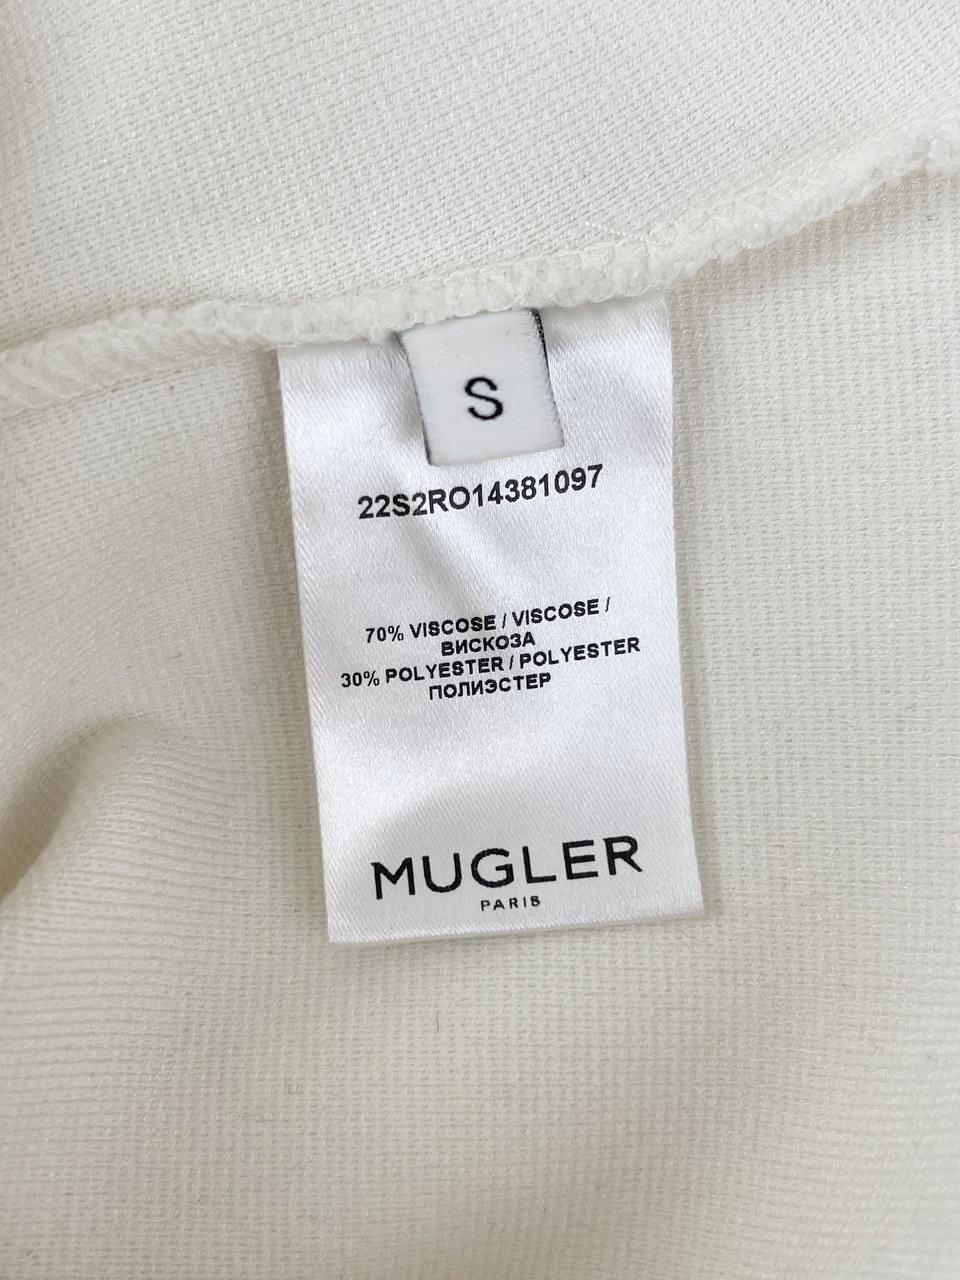 S
22S2RO14381097
70% VISCOSE / VISCOSE /
ВИСКОЗА
30% POLYESTER / POLYESTER
ПОЛИЭСТЕР
MUGLER
PARIS